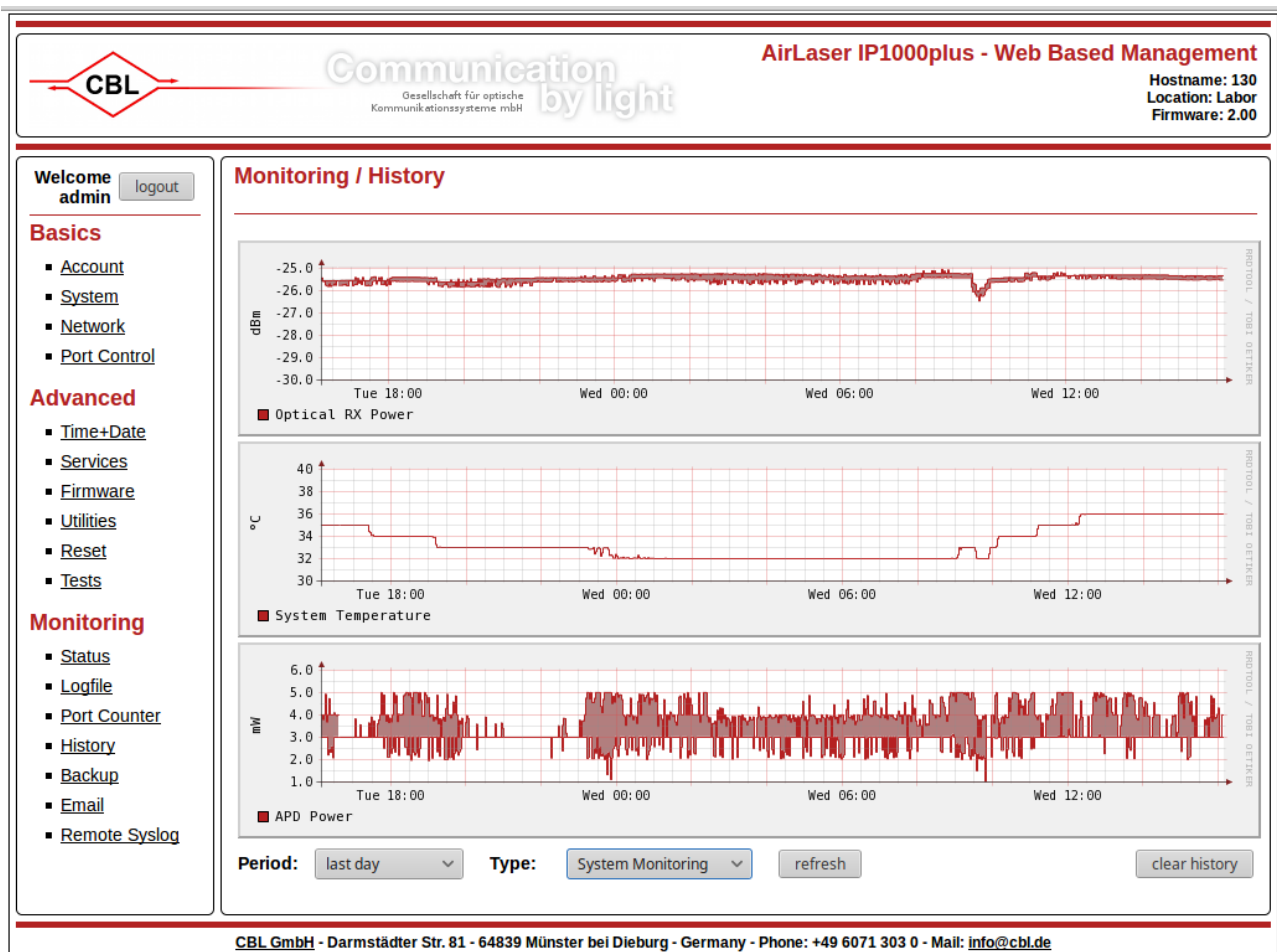 CBL
Communication
by light
Gesellschaft für optische
Kommunikationssysteme mbH
AirLaser IP1000plus - Web Based Management
Hostname: 130
Location: Labor
Firmware: 2.00
Welcome
admin
logout
Basics
Account
System
Network
Port Control
Advanced
Time+Date
Services
Firmware
Utilities
Reset
Tests
Monitoring
Status
Logfile
Port Counter
History
Backup
Email
Remote Syslog
Monitoring / History
-25.0
-26.0
-27.0
-28.0
-29.0
-30.0
dBm
Tue 18:00 Wed 00:00 Wed 06:00 Wed 12:00
Optical RX Power
RRDTOOL / TOBI OETIKER
40
38
36
34
32
30
°C
Tue 18:00 Wed 00:00 Wed 06:00 Wed 12:00
System Temperature
RRDTOOL / TOBI OETIKER
6.0
5.0
4.0
3.0
2.0
1.0
mW
Tue 18:00 Wed 00:00 Wed 06:00 Wed 12:00
APD Power
RRDTOOL / TOBI OETIKER
Period: last day Type: System Monitoring refresh clear history
CBL GmbH - Darmstädter Str. 81 - 64839 Münster bei Dieburg - Germany - Phone: +49 6071 303 0 - Mail: info@cbl.de